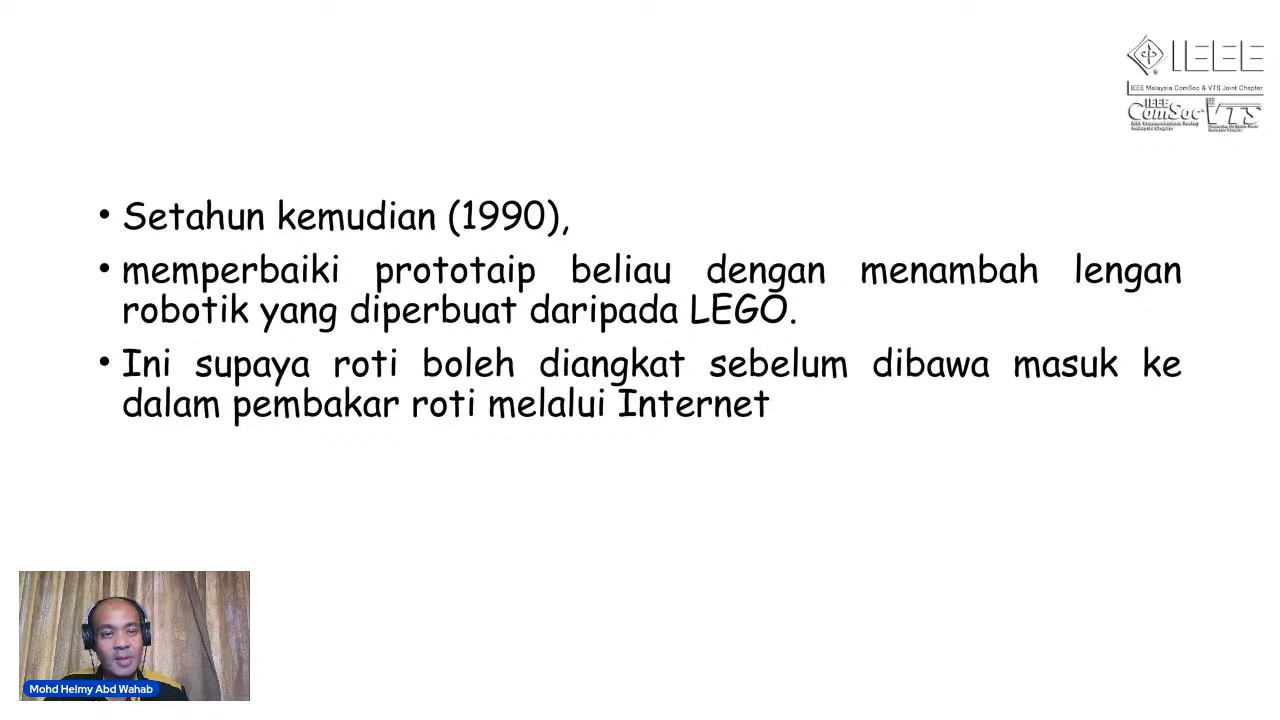 IEEE
IEEE Malaysia ComSoc & VTS Joint Chapter
IEEE
ComSoc
VTS
• Setahun kemudian (1990),
• memperbaiki prototaip beliau dengan menambah lengan
robotik yang diperbuat daripada LEGO.
• Ini supaya roti boleh diangkat sebelum dibawa masuk ke
dalam pembakar roti melalui Internet
Mohd Helmy Abd Wahab